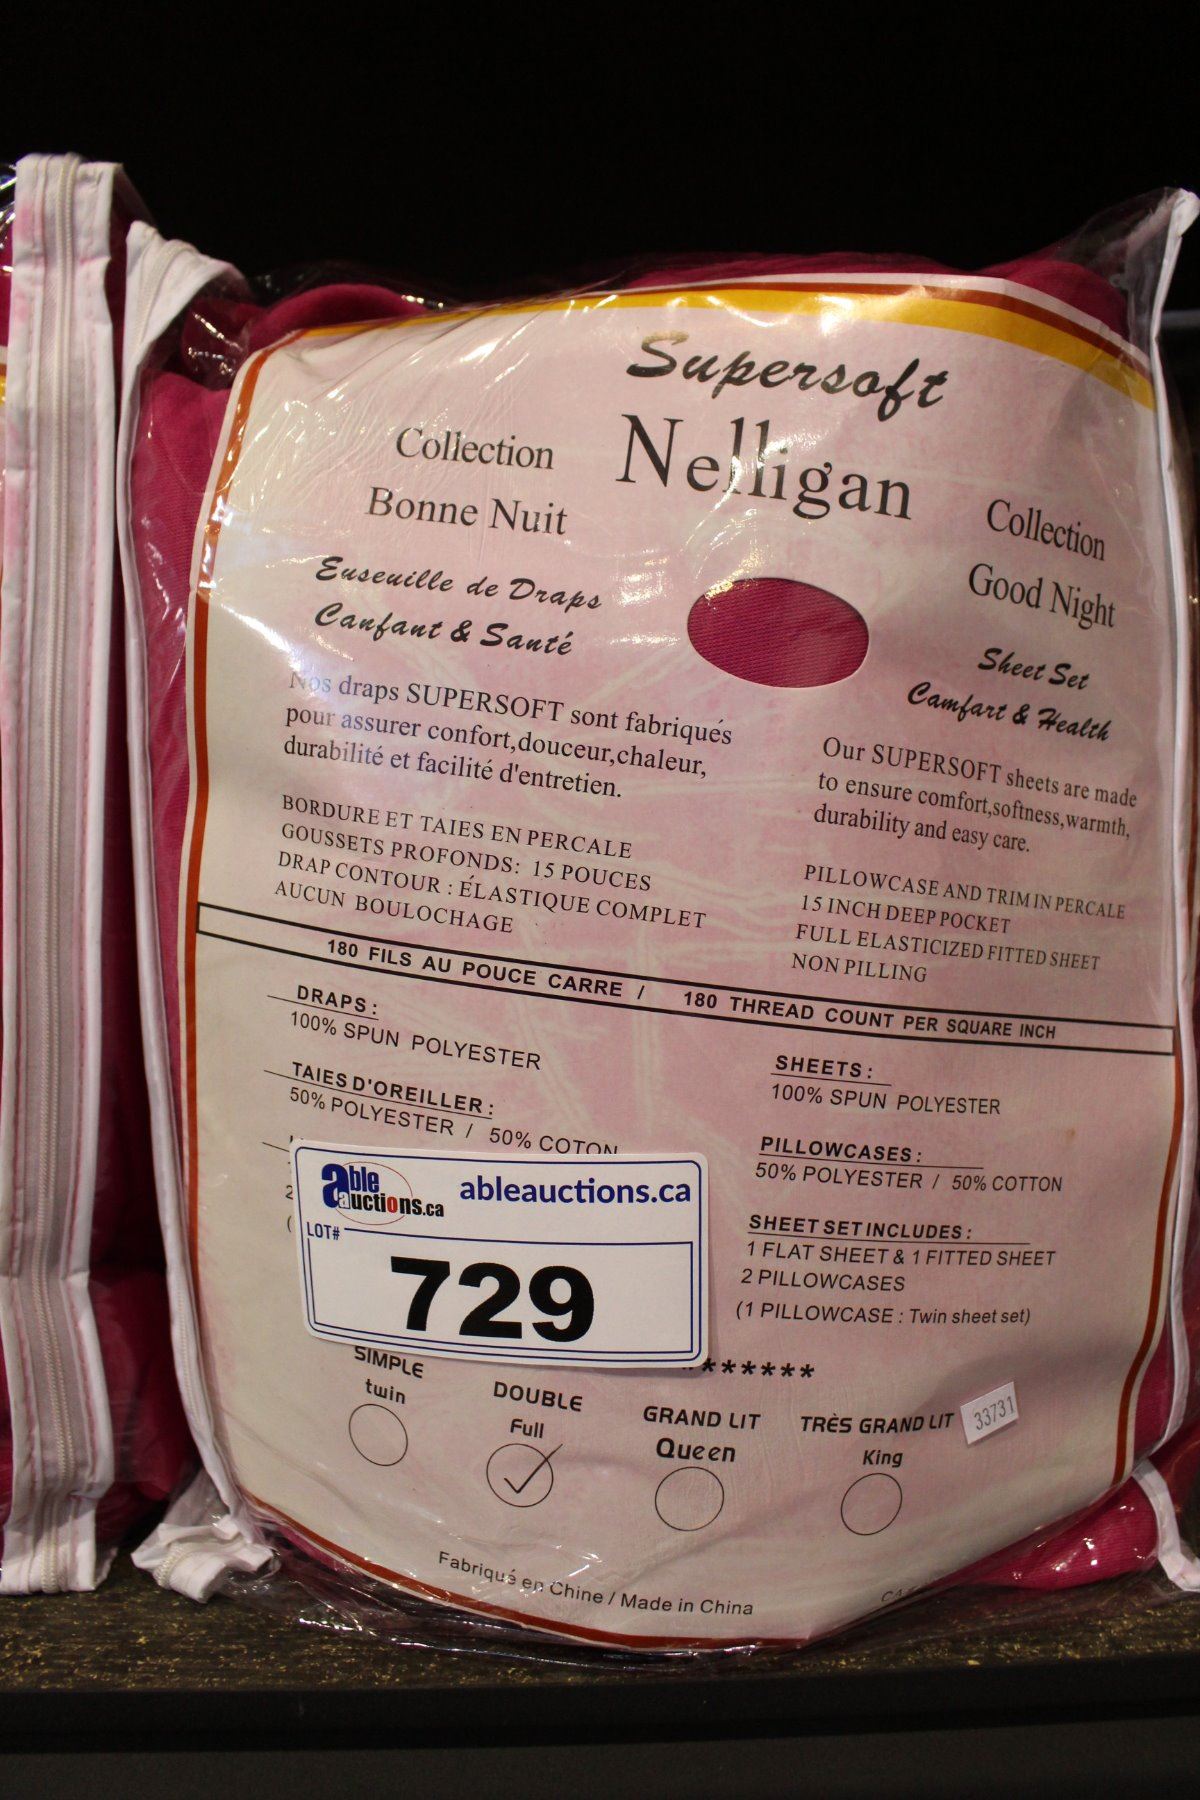 Supersoft
Nelligan
Collection
Bonne Nuit
Euseuille de Draps
Canfant & Santé
Nos draps SUPERSOFT sont fabriqués
pour assurer confort,douceur,chaleur,
durabilité et facilité d'entretien.
BORDURE ET TAIES EN PERCALE
GOUSSETS PROFONDS: 15 POUCES
DRAP CONTOUR : ÉLASTIQUE COMPLET
AUCUN BOULOCHAGE
Collection
Good Night
Sheet Set
Camfart & Health
Our SUPERSOFT sheets are made
to ensure comfort,softness,warmth,
durability and easy care.
PILLOWCASE AND TRIM IN PERCALE
15 INCH DEEP POCKET
FULL ELASTICIZED FITTED SHEET
NON PILLING
180 FILS AU POUCE CARRE / 180 THREAD COUNT PER SQUARE INCH
DRAPS :
100% SPUN POLYESTER
TAIES D'OREILLER :
50% POLYESTER / 50% COTON
SHEETS :
100% SPUN POLYESTER
PILLOWCASES :
50% POLYESTER / 50% COTTON
SHEET SET INCLUDES :
1 FLAT SHEET & 1 FITTED SHEET
2 PILLOWCASES
(1 PILLOWCASE : Twin sheet set)
able auctions.ca
ableauctions.ca
LOT#
729
*******
SIMPLE
twin
DOUBLE
Full
GRAND LIT
Queen
TRÈS GRAND LIT
King
33731
Fabriqué en Chine / Made in China